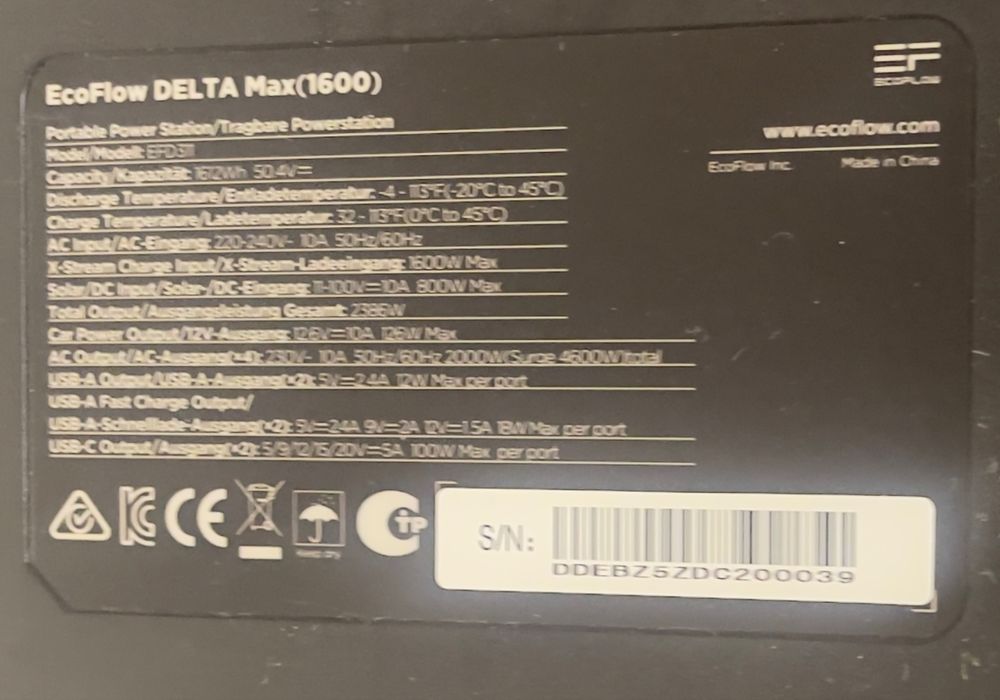 EcoFlow DELTA Max(1600)
EF
ECOFLOW
Portable Power Station/Tragbare Powerstation
www.ecoflow.com
Model/Modell: EFD311
EcoFlow Inc. Made in China
Capacity/Kapazität: 1612Wh 50.4V⎓
Discharge Temperature/Entladetemperatur: -4 - 113°F(-20°C to 45°C)
Charge Temperature/Ladetemperatur: 32 - 113°F(0°C to 45°C)
AC Input/AC-Eingang: 220-240V~ 10A 50Hz/60Hz
X-Stream Charge Input/X-Stream-Ladeeingang: 1600W Max
Solar/DC Input/Solar-/DC-Eingang: 11-100V⎓10A 800W Max
Total Output/Ausgangsleistung Gesamt: 2386W
Car Power Output/12V-Ausgang: 12.6V⎓10A 126W Max
AC Output/AC-Ausgang(×4): 230V~ 10A 50Hz/60Hz 2000W(Surge 4600W)total
USB-A Output/USB-A-Ausgang(×2): 5V⎓2.4A 12W Max per port
USB-A Fast Charge Output/
USB-A-Schnelllade-Ausgang(×2): 5V⎓2.4A 9V⎓2A 12V⎓1.5A 18W Max per port
USB-C Output/Ausgang(×2): 5/9/12/15/20V⎓5A 100W Max per port
CE
Keep dry
S/N:
DDEBZ5ZDC200039